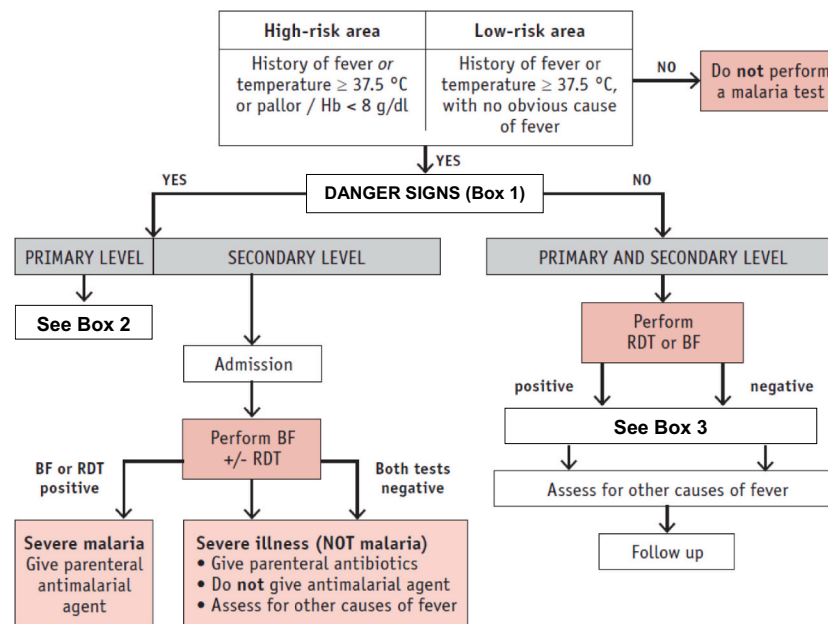 High-risk area
History of fever or
temperature ≥ 37.5 °C
or pallor / Hb < 8 g/dl
Low-risk area
History of fever or
temperature ≥ 37.5 °C,
with no obvious cause
of fever
NO
Do not perform
a malaria test
YES
YES
DANGER SIGNS (Box 1)
NO
PRIMARY LEVEL
SECONDARY LEVEL
PRIMARY AND SECONDARY LEVEL
See Box 2
Perform
RDT or BF
Admission
positive
negative
See Box 3
Perform BF
+/- RDT
BF or RDT
positive
Both tests
negative
Assess for other causes of fever
Severe malaria
Give parenteral
antimalarial
agent
Severe illness (NOT malaria)
• Give parenteral antibiotics
• Do not give antimalarial agent
• Assess for other causes of fever
Follow up